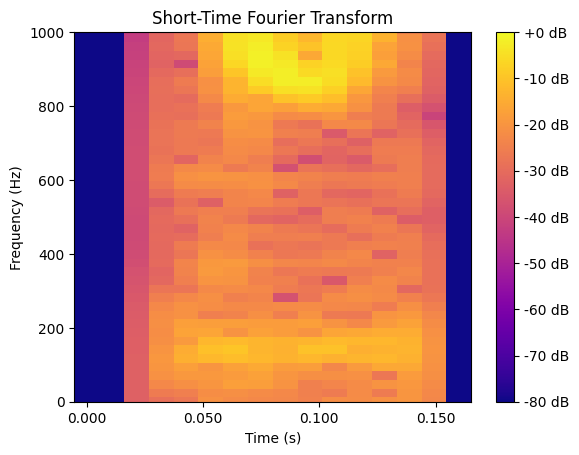 Short-Time Fourier Transform
1000
800
600
400
200
0
Frequency (Hz)
0.000
0.050
0.100
0.150
Time (s)
+0 dB
-10 dB
-20 dB
-30 dB
-40 dB
-50 dB
-60 dB
-70 dB
-80 dB